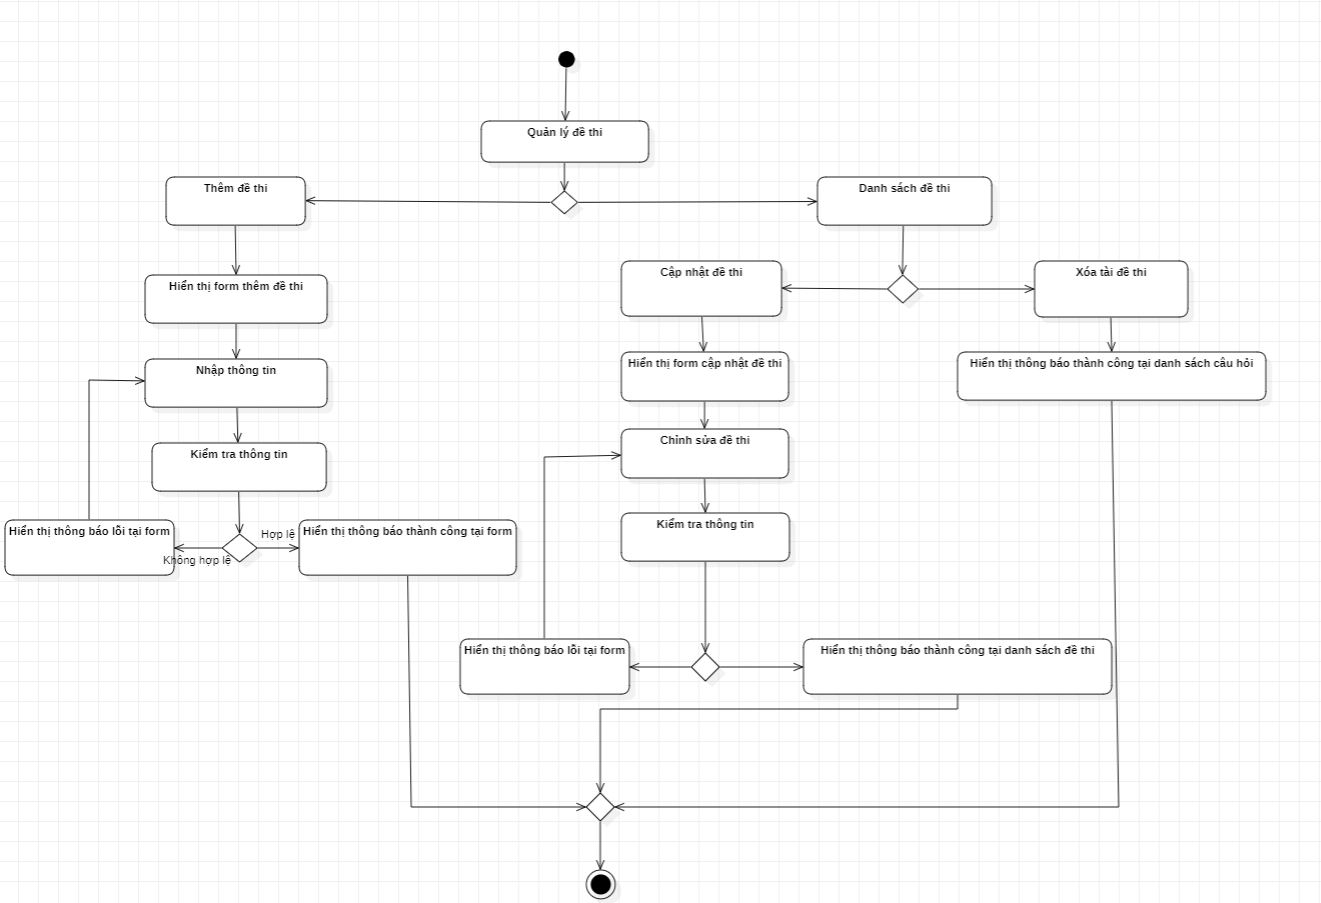 Quản lý đề thi
Thêm đề thi
Danh sách đề thi
Hiển thị form thêm đề thi
Cập nhật đề thi
Xóa tài đề thi
Nhập thông tin
Hiển thị form cập nhật đề thi
Hiển thị thông báo thành công tại danh sách câu hỏi
Kiểm tra thông tin
Chỉnh sửa đề thi
Hiển thị thông báo lỗi tại form
Không hợp lệ
Hợp lệ
Hiển thị thông báo thành công tại form
Kiểm tra thông tin
Hiển thị thông báo lỗi tại form
Hiển thị thông báo thành công tại danh sách đề thi